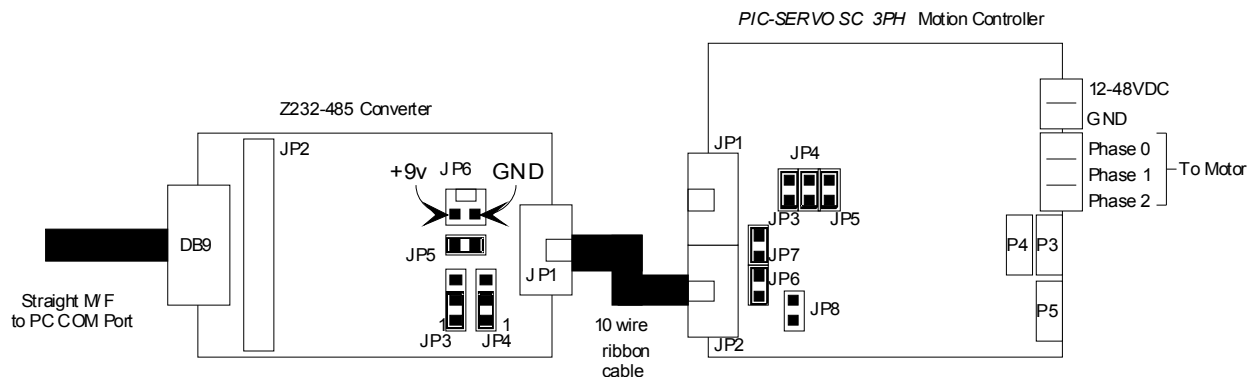 PIC-SERVO SC 3PH Motion Controller
Z232-485 Converter
12-48VDC
GND
Phase 0
Phase 1
Phase 2
To Motor
JP1
JP4
JP3
JP5
JP7
JP6
JP8
JP2
P4
P3
P5
JP2
JP6
+9v
GND
DB9
JP5
JP1
1
1
JP3
JP4
Straight M/F
to PC COM Port
10 wire
ribbon
cable